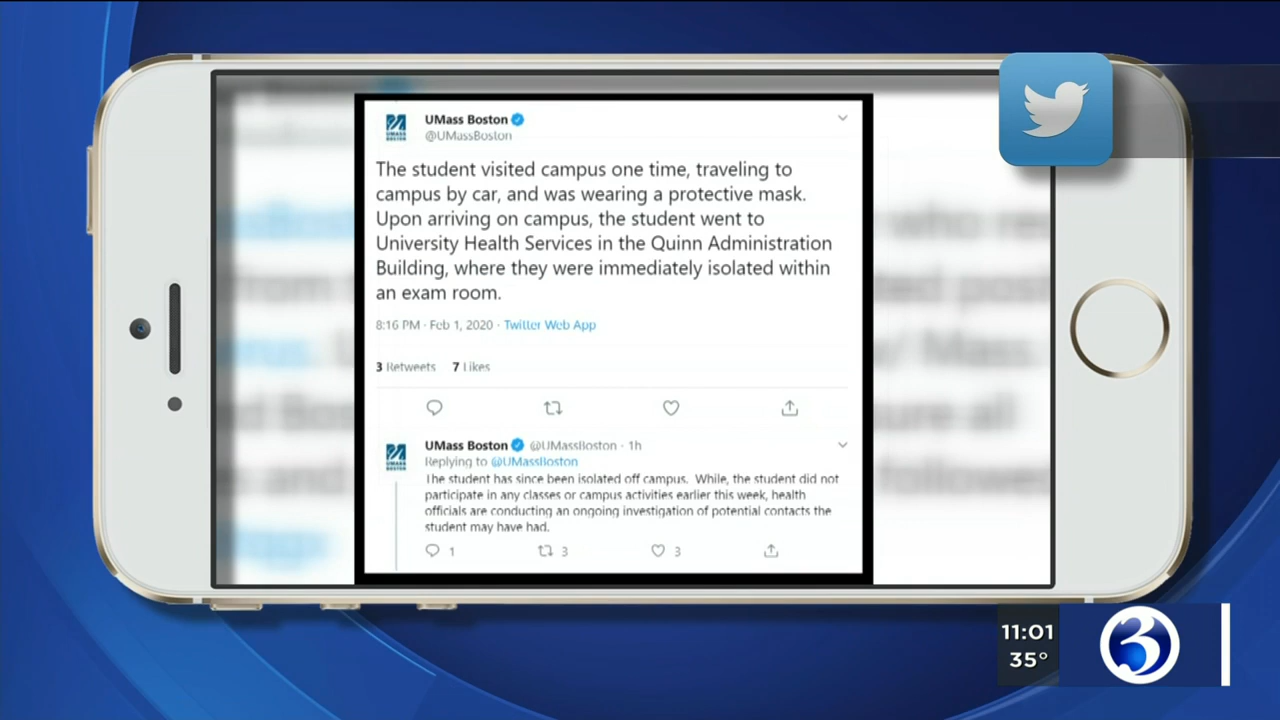 UMass Boston
@UMassBoston
The student visited campus one time, traveling to
campus by car, and was wearing a protective mask.
Upon arriving on campus, the student went to
University Health Services in the Quinn Administration
Building, where they were immediately isolated within
an exam room.
8:16 PM · Feb 1, 2020 · Twitter Web App
3 Retweets 7 Likes
UMass Boston @UMassBoston · 1h
Replying to @UMassBoston
The student has since been isolated off campus. While, the student did not
participate in any classes or campus activities earlier this week, health
officials are conducting an ongoing investigation of potential contacts the
student may have had.
1 3 3
11:01
35°
3